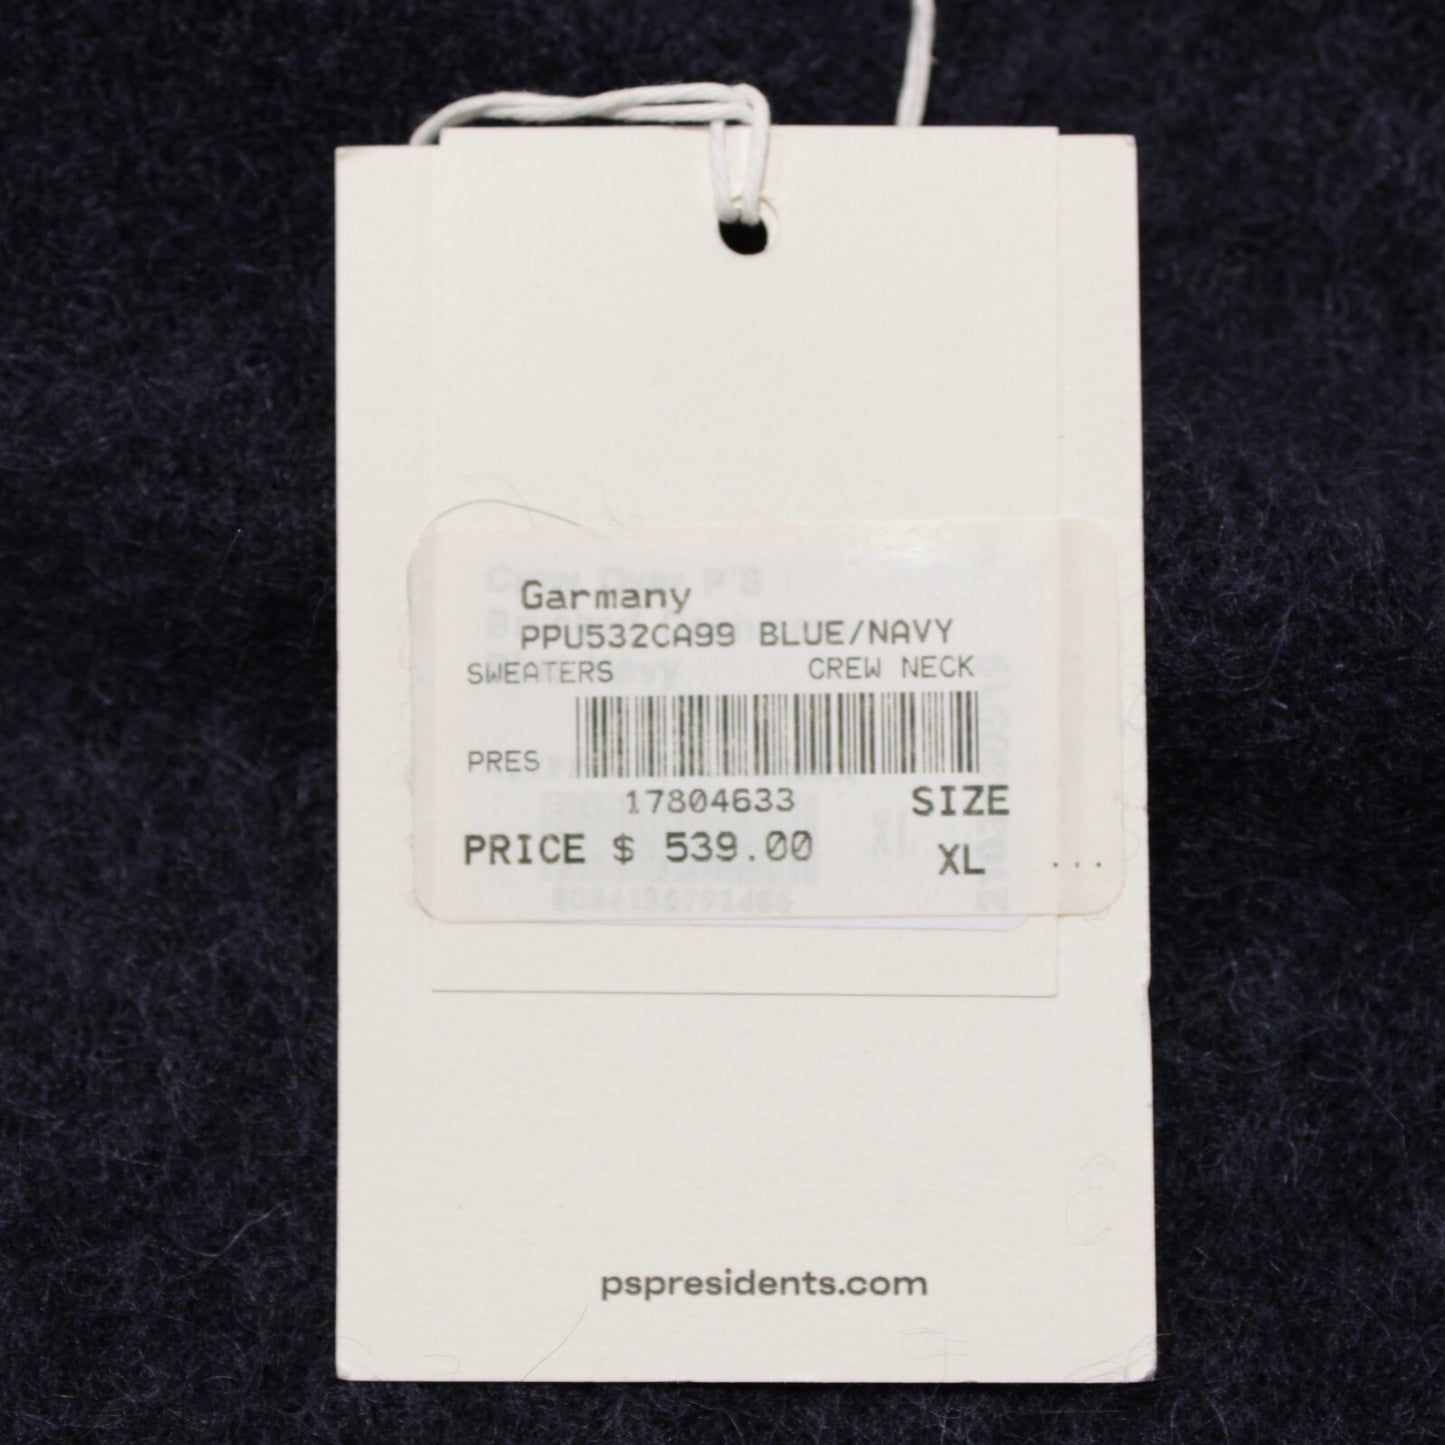 Garmany
PPU532CA99 BLUE/NAVY
SWEATERS CREW NECK
PRES
17804633 SIZE
PRICE $ 539.00 XL ...
pspresidents.com